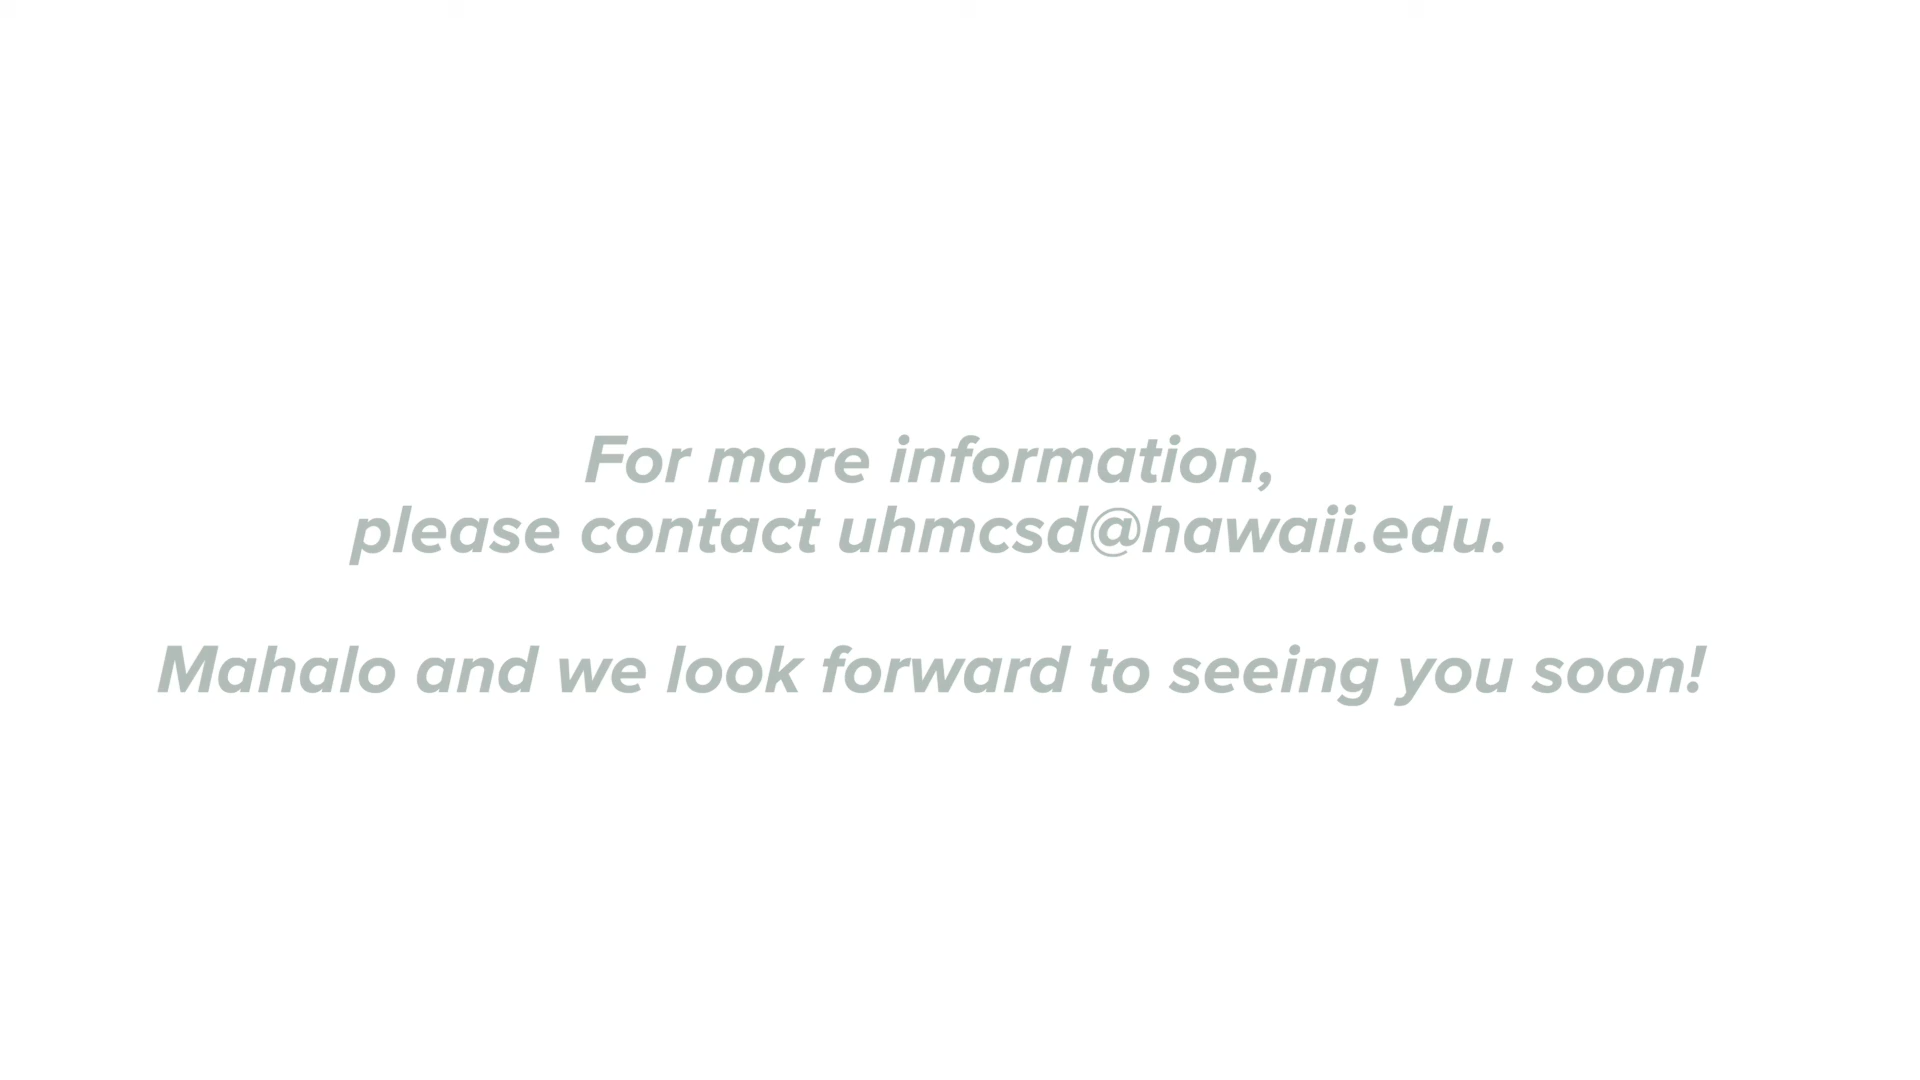 For more information,
please contact uhmcsd@hawaii.edu.
Mahalo and we look forward to seeing you soon!